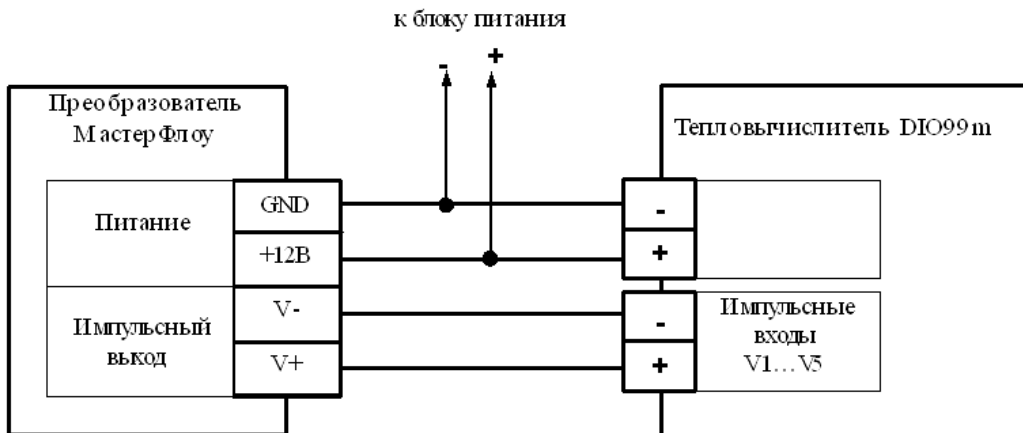 к блоку питания
- +
Преобразователь
МастерФлоу
Тепловычислитель DIO99m
Питание
GND
+12В
-
+
Импульсный
выход
V-
V+
-
+
Импульсные
входы
V1...V5